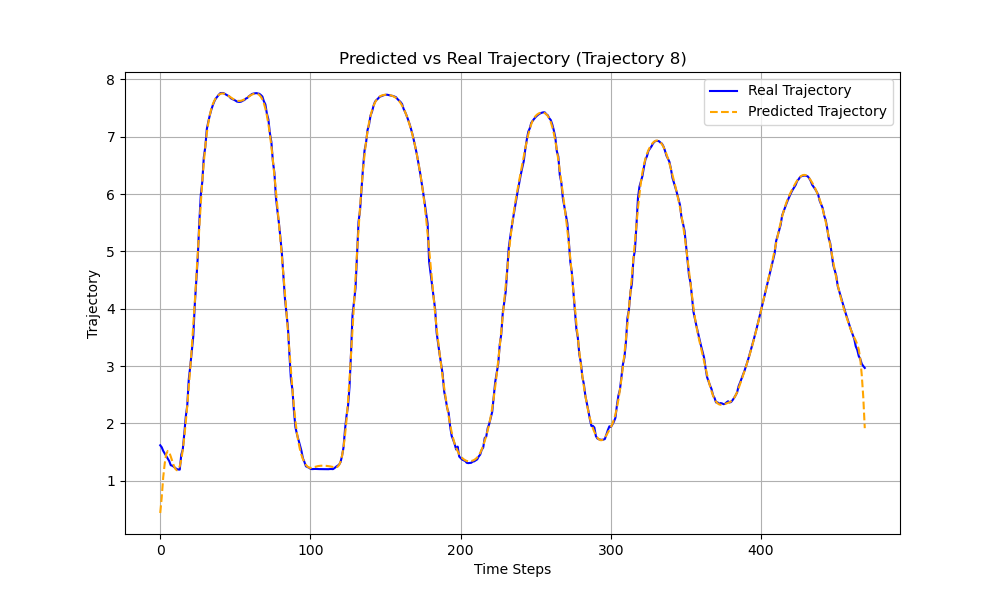 Predicted vs Real Trajectory (Trajectory 8)
Real Trajectory
Predicted Trajectory
8
7
6
5
4
3
2
1
Trajectory
0 100 200 300 400
Time Steps